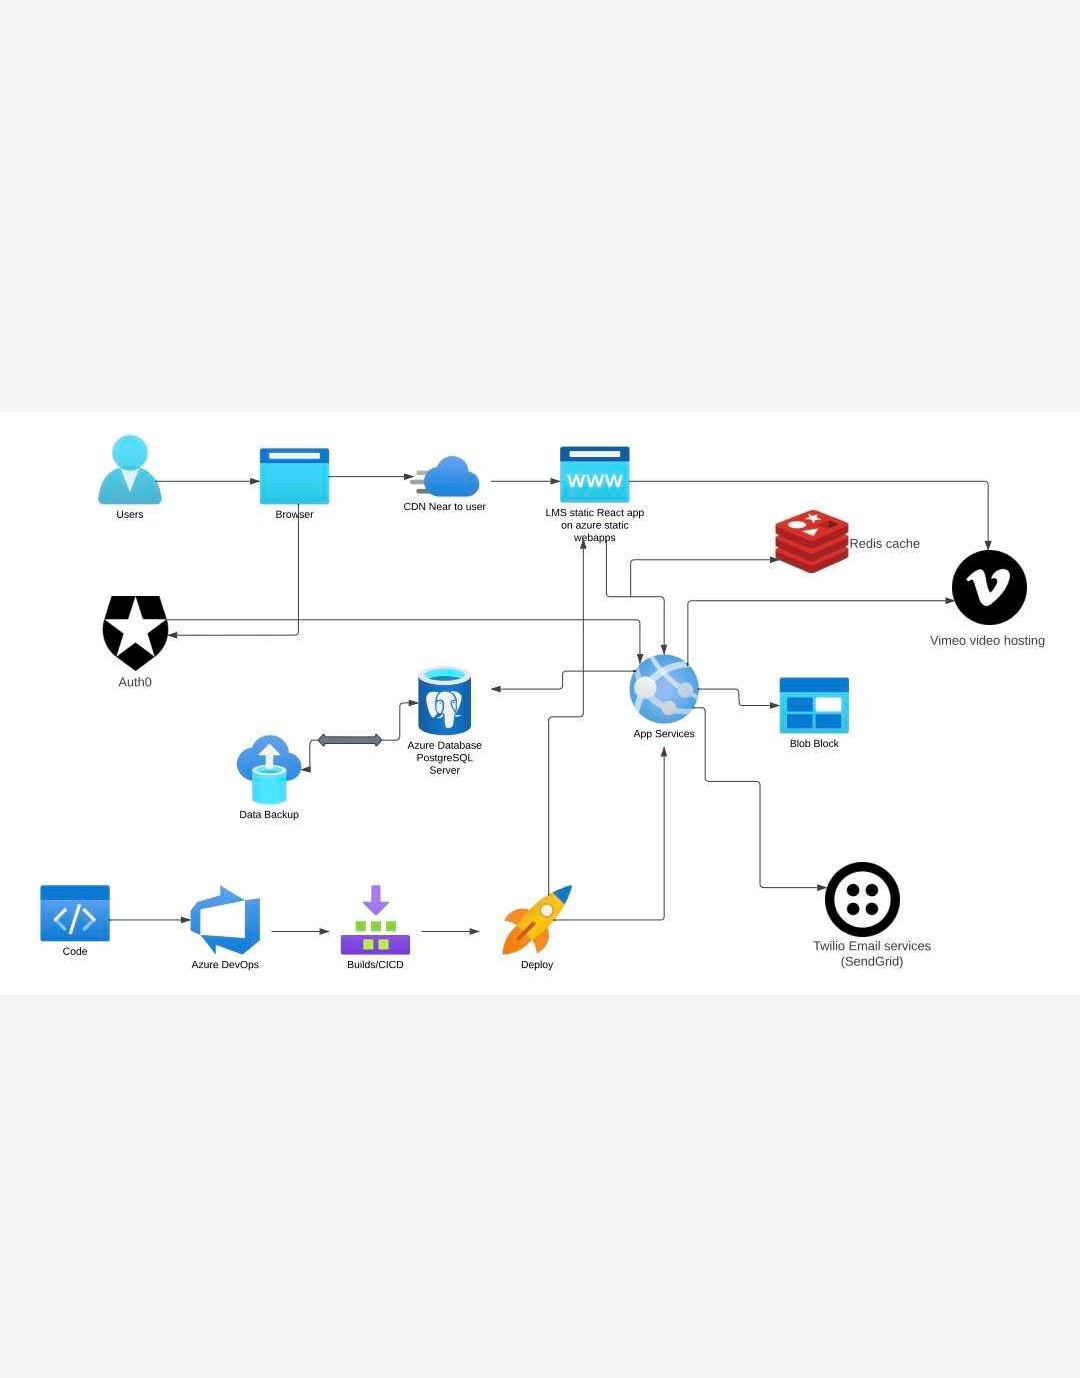 Users
Browser
CDN Near to user
WWW
LMS static React app
on azure static
webapps
Redis cache
Vimeo video hosting
Auth0
App Services
Azure Database
PostgreSQL
Server
Blob Block
Data Backup
Code
Azure DevOps
Builds/CICD
Deploy
Twilio Email services
(SendGrid)